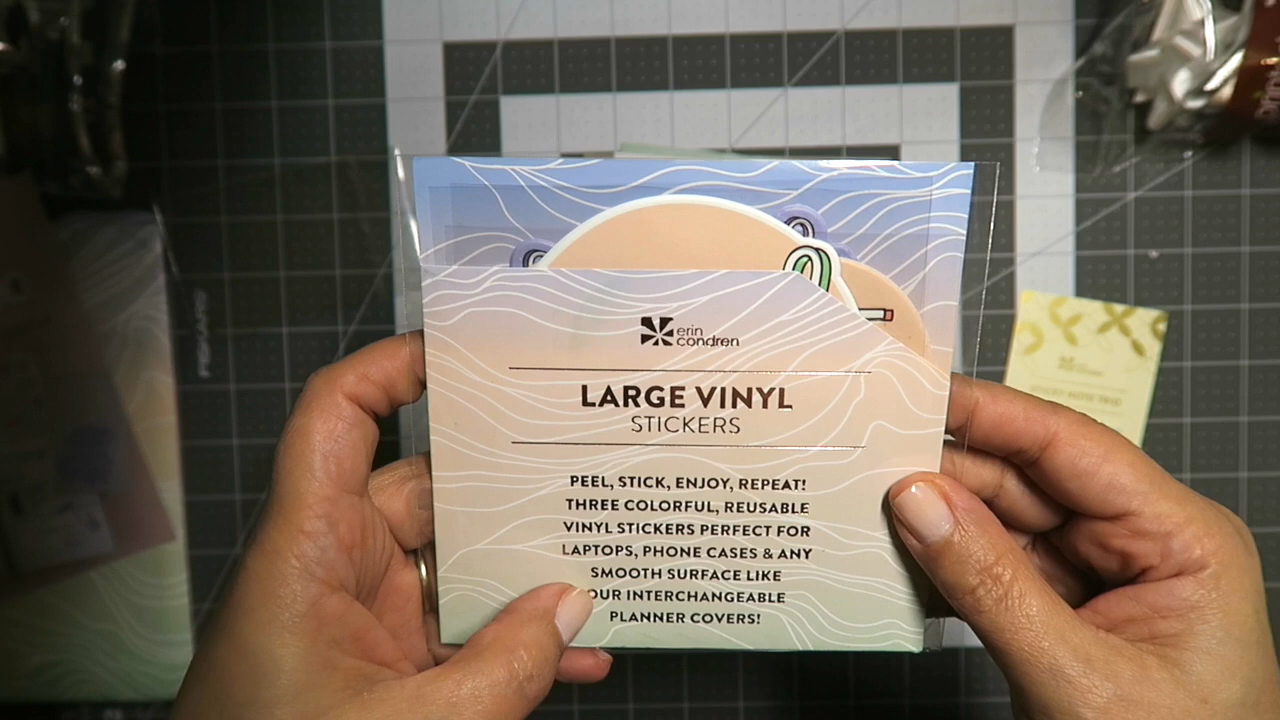 erin
condren
LARGE VINYL
STICKERS
PEEL, STICK, ENJOY, REPEAT!
THREE COLORFUL, REUSABLE
VINYL STICKERS PERFECT FOR
LAPTOPS, PHONE CASES & ANY
SMOOTH SURFACE LIKE
OUR INTERCHANGEABLE
PLANNER COVERS!